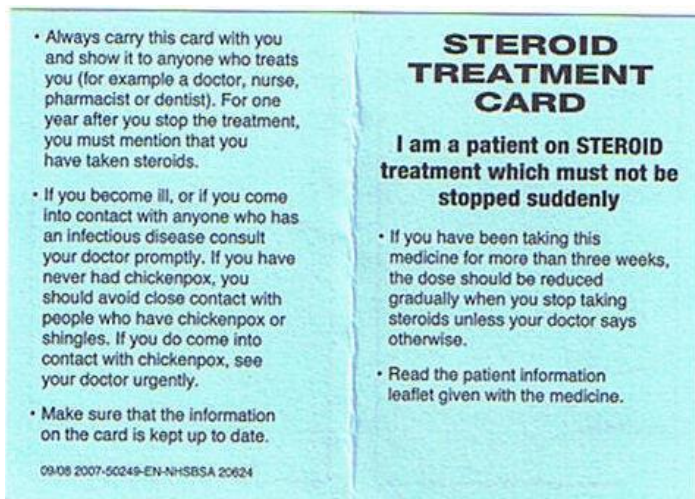 • Always carry this card with you
and show it to anyone who treats
you (for example a doctor, nurse,
pharmacist or dentist). For one
year after you stop the treatment,
you must mention that you
have taken steroids.
• If you become ill, or if you come
into contact with anyone who has
an infectious disease consult
your doctor promptly. If you have
never had chickenpox, you
should avoid close contact with
people who have chickenpox or
shingles. If you do come into
contact with chickenpox, see
your doctor urgently.
• Make sure that the information
on the card is kept up to date.
09/08 2007-50249-EN-NHSBSA 20624
STEROID
TREATMENT
CARD
I am a patient on STEROID
treatment which must not be
stopped suddenly
• If you have been taking this
medicine for more than three weeks,
the dose should be reduced
gradually when you stop taking
steroids unless your doctor says
otherwise.
• Read the patient information
leaflet given with the medicine.